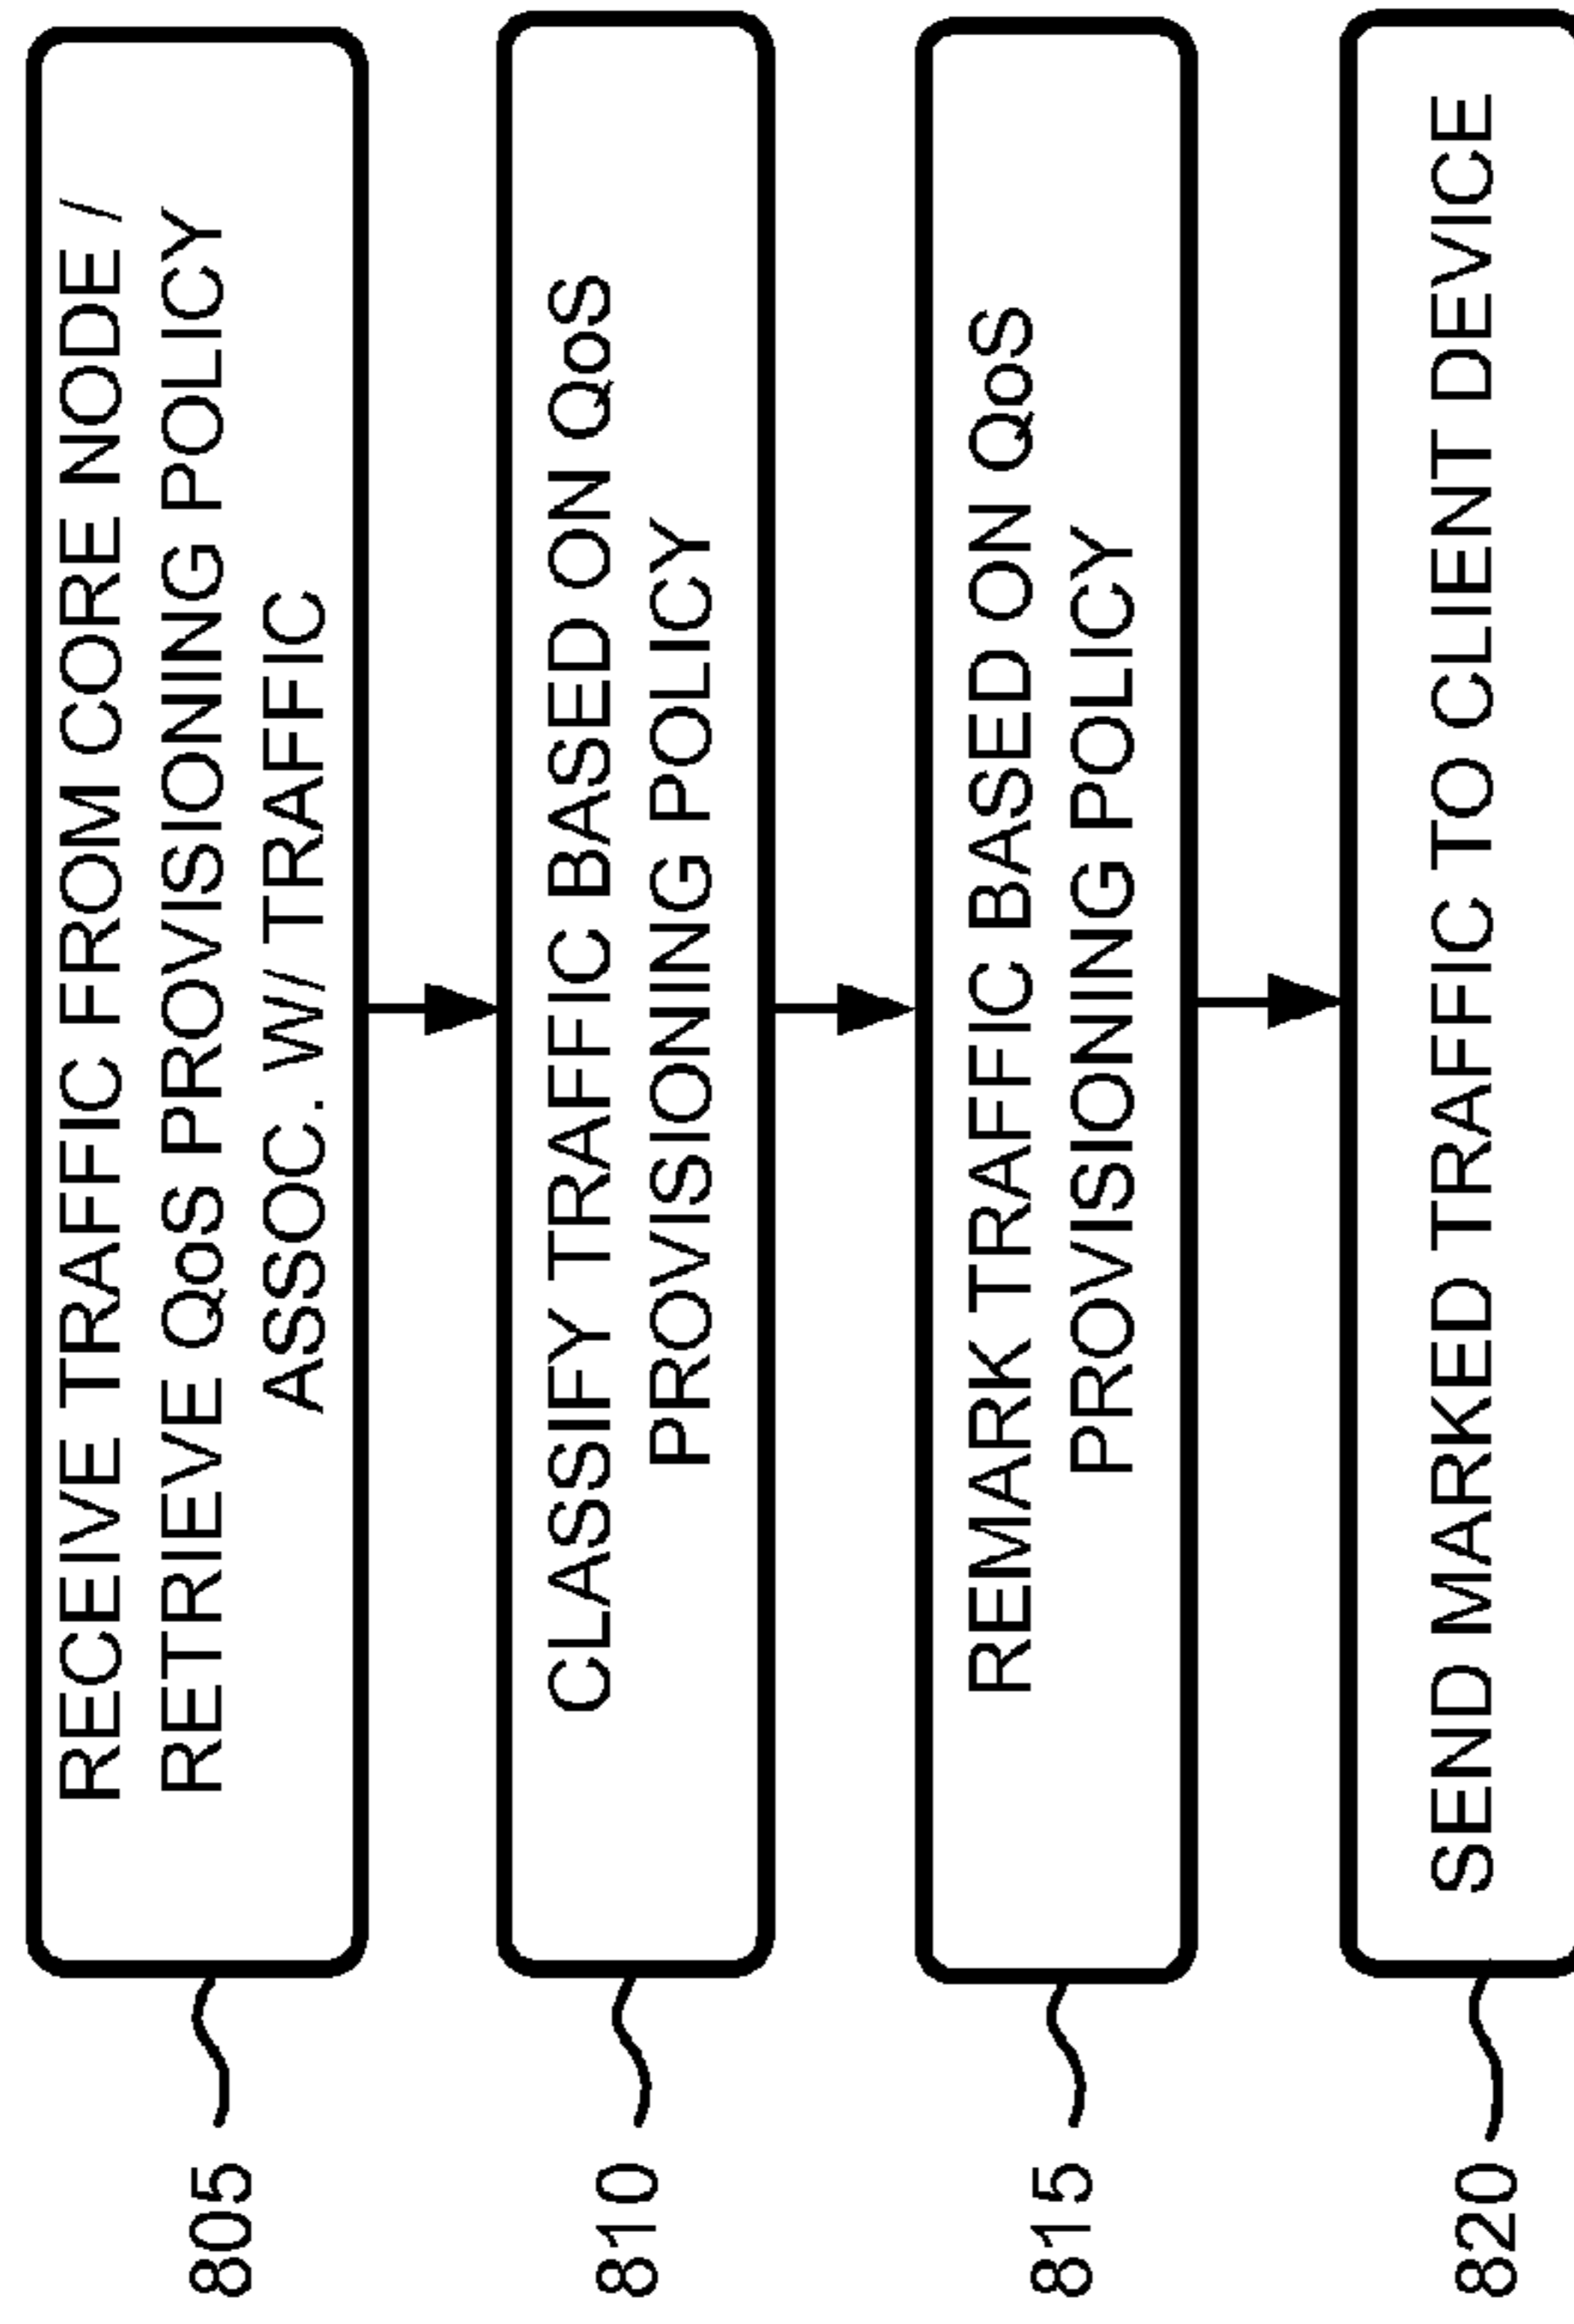 805
RECEIVE TRAFFIC FROM CORE NODE /
RETRIEVE QoS PROVISIONING POLICY
ASSOC. W/ TRAFFIC
810
CLASSIFY TRAFFIC BASED ON QoS
PROVISIONING POLICY
815
REMARK TRAFFIC BASED ON QoS
PROVISIONING POLICY
820
SEND MARKED TRAFFIC TO CLIENT DEVICE